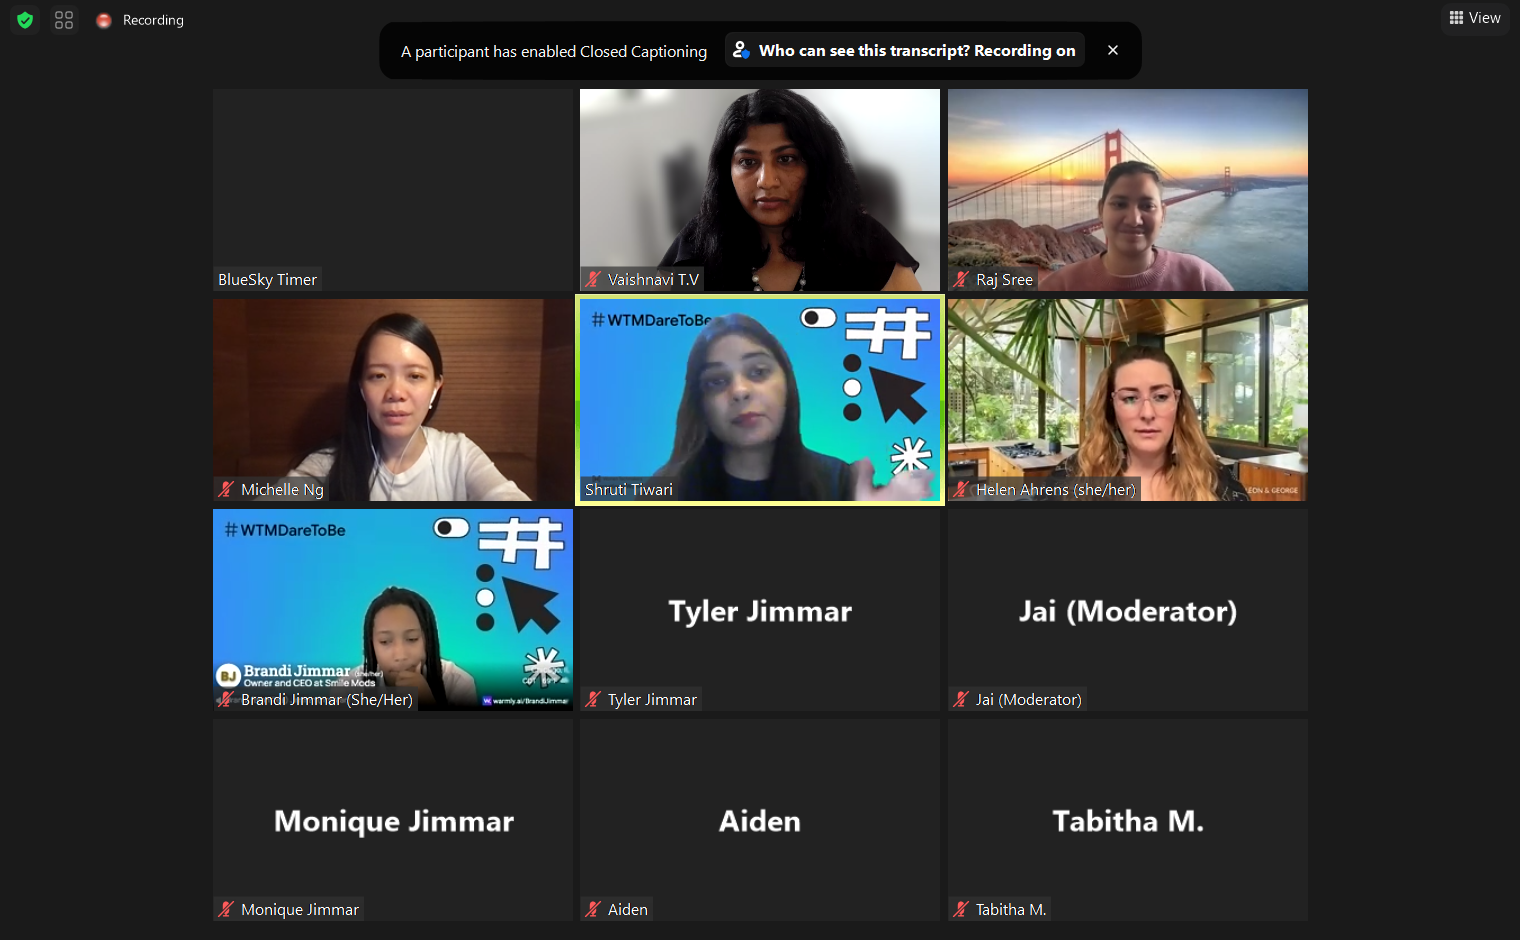 Recording
View
A participant has enabled Closed Captioning
Who can see this transcript? Recording on
BlueSky Timer
Vaishnavi T.V
Raj Sree
Michelle Ng
#WTMDareToBe
Shruti Tiwari
EON & GEORGE
Helen Ahrens (she/her)
#WTMDareToBe
BJ
Brandi Jimmar (She/Her)
Owner and CEO at Smile Mods
warmly.ai/BrandiJimmar
Brandi Jimmar (She/Her)
Tyler Jimmar
Tyler Jimmar
Jai (Moderator)
Jai (Moderator)
Monique Jimmar
Monique Jimmar
Aiden
Aiden
Tabitha M.
Tabitha M.